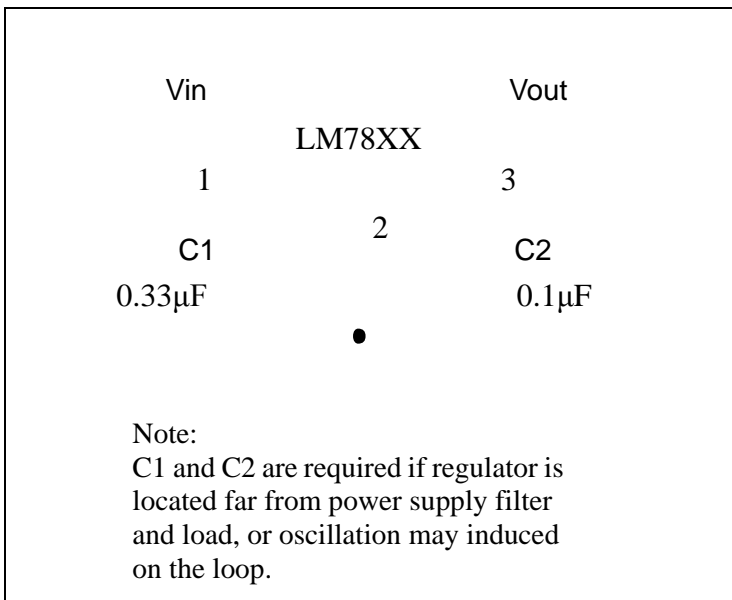 Vin Vout
LM78XX
1 3
2
C1 C2
0.33μF 0.1μF
Note:
C1 and C2 are required if regulator is
located far from power supply filter
and load, or oscillation may induced
on the loop.